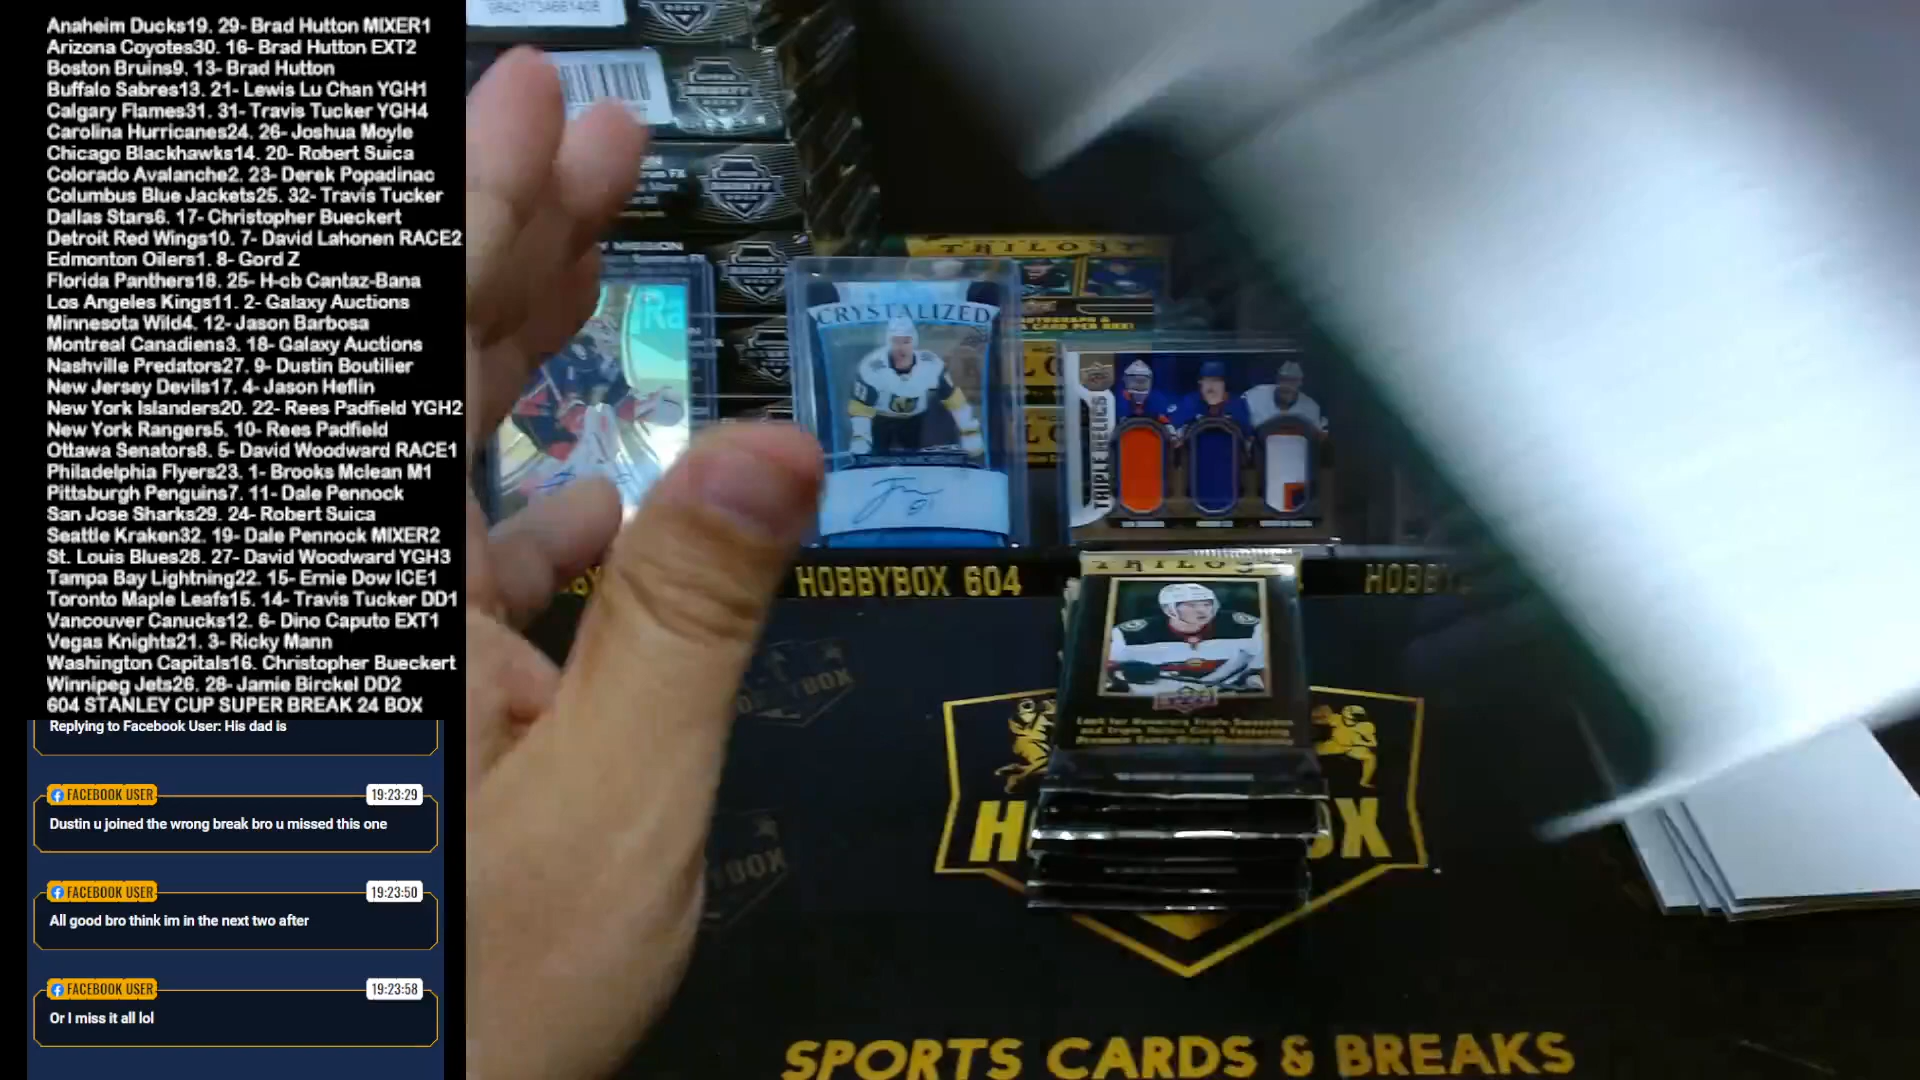 Anaheim Ducks19. 29- Brad Hutton MIXER1
Arizona Coyotes30. 16- Brad Hutton EXT2
Boston Bruins9. 13- Brad Hutton
Buffalo Sabres13. 21- Lewis Lu Chan YGH1
Calgary Flames31. 31- Travis Tucker YGH4
Carolina Hurricanes24. 26- Joshua Moyle
Chicago Blackhawks14. 20- Robert Suica
Colorado Avalanche2. 23- Derek Popadinac
Columbus Blue Jackets25. 32- Travis Tucker
Dallas Stars6. 17- Christopher Bueckert
Detroit Red Wings10. 7- David Lahonen RACE2
Edmonton Oilers1. 8- Gord Z
Florida Panthers18. 25- H-cb Cantaz-Bana
Los Angeles Kings11. 2- Galaxy Auctions
Minnesota Wild4. 12- Jason Barbosa
Montreal Canadiens3. 18- Galaxy Auctions
Nashville Predators27. 9- Dustin Boutilier
New Jersey Devils17. 4- Jason Heflin
New York Islanders20. 22- Rees Padfield YGH2
New York Rangers5. 10- Rees Padfield
Ottawa Senators8. 5- David Woodward RACE1
Philadelphia Flyers23. 1- Brooks Mclean M1
Pittsburgh Penguins7. 11- Dale Pennock
San Jose Sharks29. 24- Robert Suica
Seattle Kraken32. 19- Dale Pennock MIXER2
St. Louis Blues28. 27- David Woodward YGH3
Tampa Bay Lightning22. 15- Ernie Dow ICE1
Toronto Maple Leafs15. 14- Travis Tucker DD1
Vancouver Canucks12. 6- Dino Caputo EXT1
Vegas Knights21. 3- Ricky Mann
Washington Capitals16. Christopher Bueckert
Winnipeg Jets26. 28- Jamie Birckel DD2
604 STANLEY CUP SUPER BREAK 24 BOX
Replying to Facebook User: His dad is
FACEBOOK USER 19:23:29
Dustin u joined the wrong break bro u missed this one
FACEBOOK USER 19:23:50
All good bro think im in the next two after
FACEBOOK USER 19:23:58
Or I miss it all lol
TRILOGY
CRYSTALIZED
TRIPLE RELICS
HOBBYBOX 604
HOBBY
TRILOGY
SPORTS CARDS & BREAKS